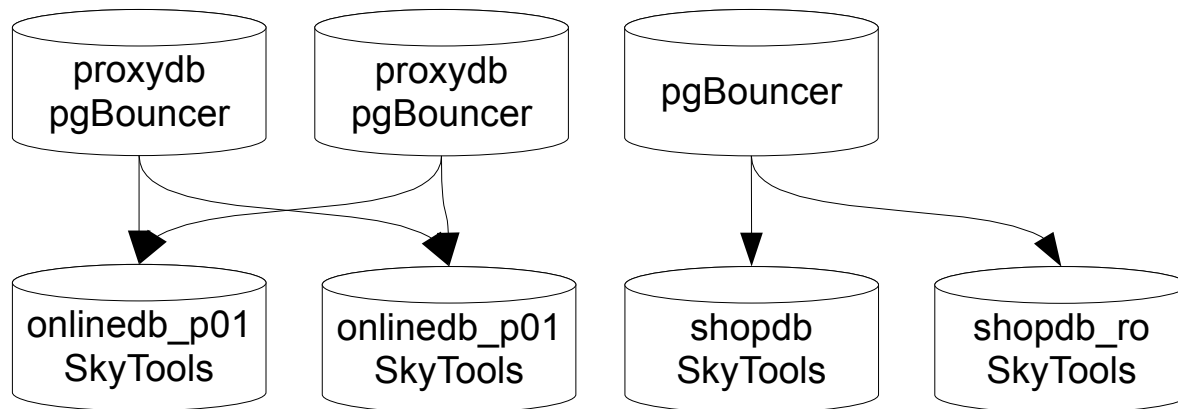 proxydb
pgBouncer
proxydb
pgBouncer
pgBouncer
onlinedb_p01
SkyTools
onlinedb_p01
SkyTools
shopdb
SkyTools
shopdb_ro
SkyTools